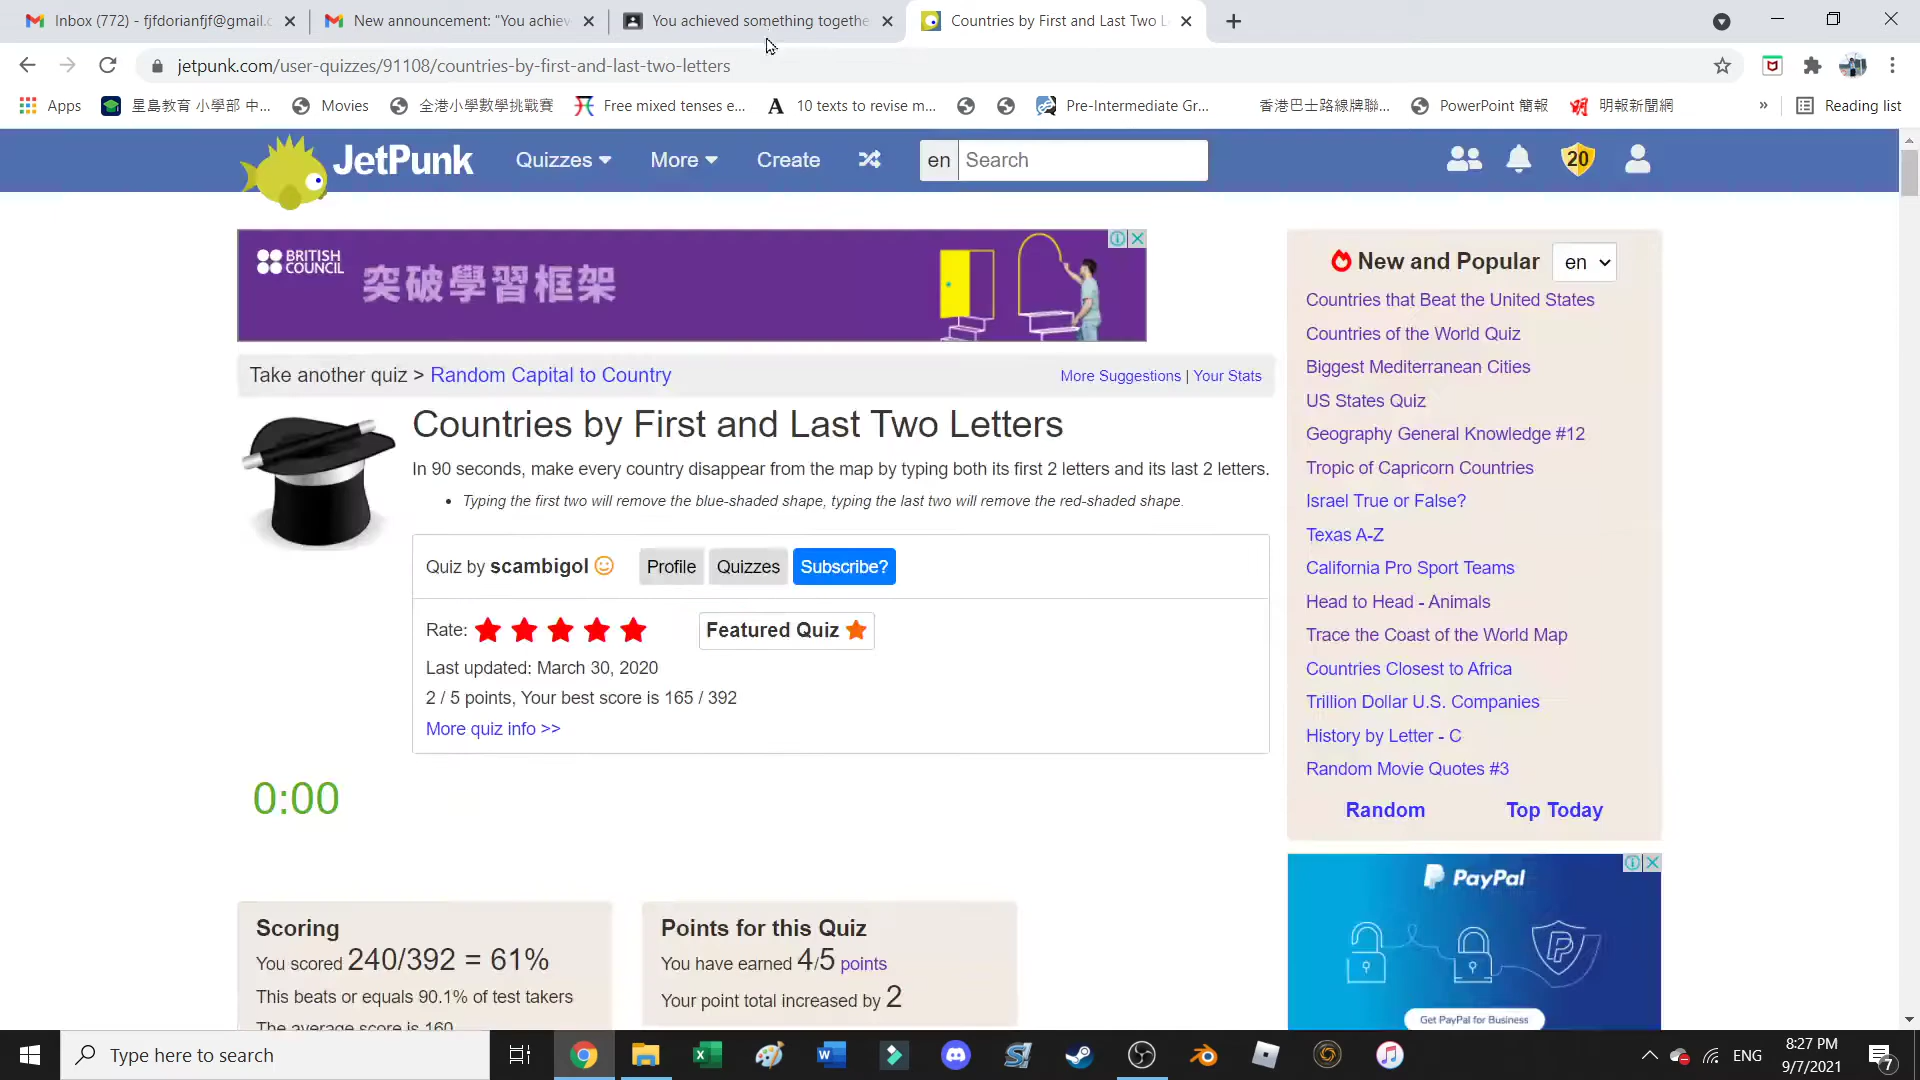 Inbox (772) - fjfdorianfjf@gmail.c
New announcement: "You achiev
You achieved something togethe
Countries by First and Last Two L
jetpunk.com/user-quizzes/91108/countries-by-first-and-last-two-letters
Apps
星島教育 小學部 中...
Movies
全港小學數學挑戰賽
Free mixed tenses e...
10 texts to revise m...
Pre-Intermediate Gr...
香港巴士路線牌聯...
PowerPoint 簡報
明報新聞網
»
Reading list
JetPunk
Quizzes
More
Create
en
Search
20
BRITISH
COUNCIL
突破學習框架
Take another quiz > Random Capital to Country
More Suggestions | Your Stats
Countries by First and Last Two Letters
In 90 seconds, make every country disappear from the map by typing both its first 2 letters and its last 2 letters.
• Typing the first two will remove the blue-shaded shape, typing the last two will remove the red-shaded shape.
Quiz by scambigol
Profile
Quizzes
Subscribe?
Rate:
Featured Quiz
Last updated: March 30, 2020
2 / 5 points, Your best score is 165 / 392
More quiz info >>
0:00
Scoring
You scored 240/392 = 61%
This beats or equals 90.1% of test takers
The average score is 160
Points for this Quiz
You have earned 4/5 points
Your point total increased by 2
New and Popular
en
Countries that Beat the United States
Countries of the World Quiz
Biggest Mediterranean Cities
US States Quiz
Geography General Knowledge #12
Tropic of Capricorn Countries
Israel True or False?
Texas A-Z
California Pro Sport Teams
Head to Head - Animals
Trace the Coast of the World Map
Countries Closest to Africa
Trillion Dollar U.S. Companies
History by Letter - C
Random Movie Quotes #3
Random
Top Today
PayPal
Get PayPal for Business
Type here to search
ENG
8:27 PM
9/7/2021
7